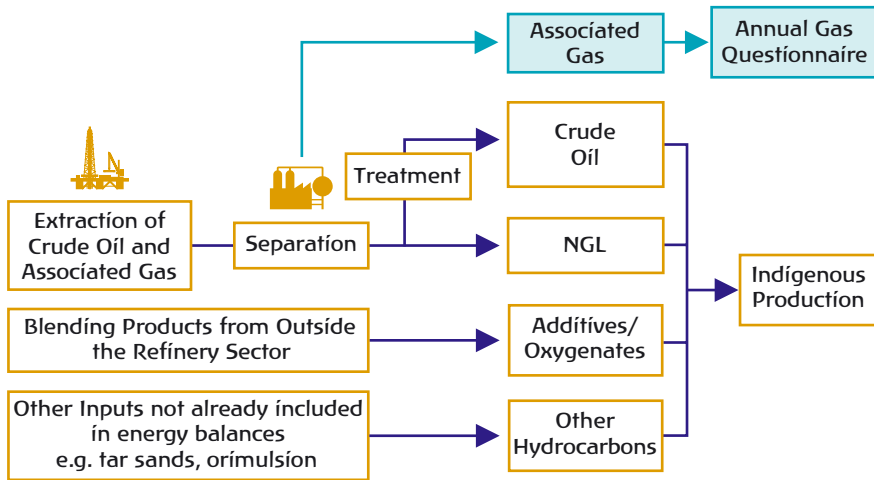 Associated
Gas
Annual Gas
Questionnaire
Crude
Oil
Treatment
Extraction of
Crude Oil and
Associated Gas
Separation
NGL
Indigenous
Production
Blending Products from Outside
the Refinery Sector
Additives/
Oxygenates
Other Inputs not already included
in energy balances
e.g. tar sands, orimulsion
Other
Hydrocarbons